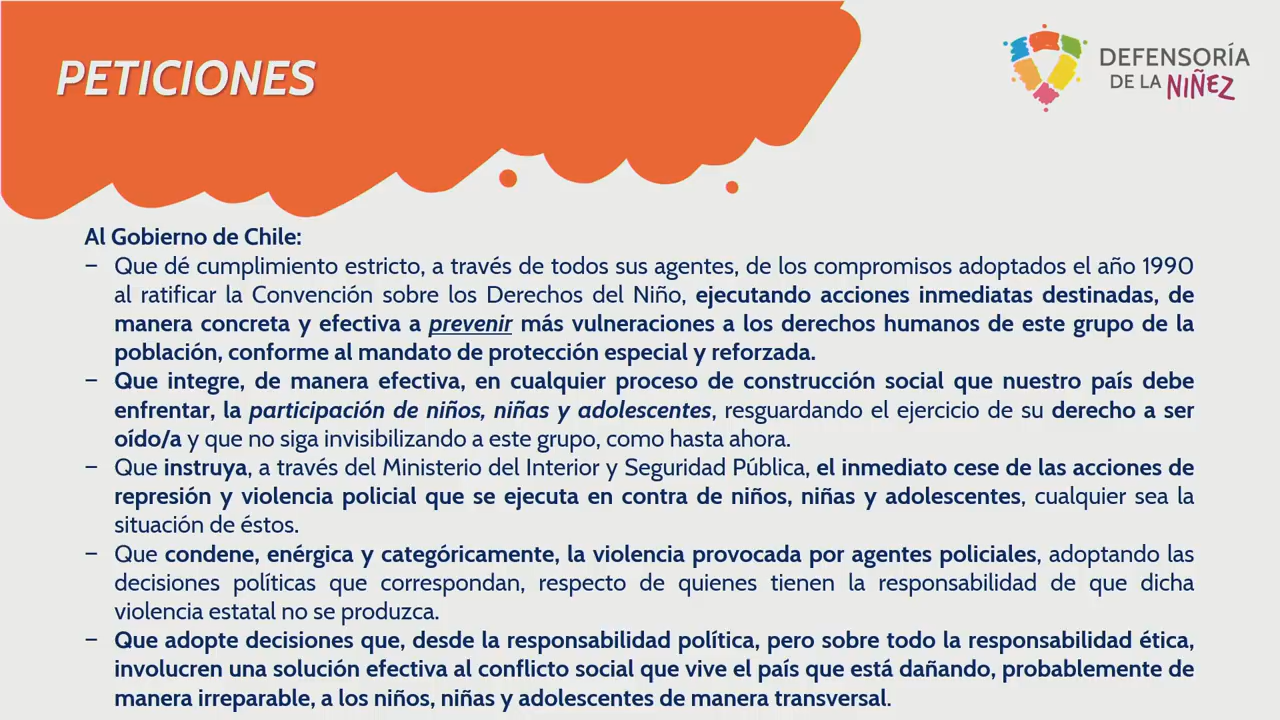 PETICIONES
DEFENSORÍA
DE LA NIÑEZ
Al Gobierno de Chile:
− Que dé cumplimiento estricto, a través de todos sus agentes, de los compromisos adoptados el año 1990
al ratificar la Convención sobre los Derechos del Niño, ejecutando acciones inmediatas destinadas, de
manera concreta y efectiva a prevenir más vulneraciones a los derechos humanos de este grupo de la
población, conforme al mandato de protección especial y reforzada.
− Que integre, de manera efectiva, en cualquier proceso de construcción social que nuestro país debe
enfrentar, la participación de niños, niñas y adolescentes, resguardando el ejercicio de su derecho a ser
oído/a y que no siga invisibilizando a este grupo, como hasta ahora.
− Que instruya, a través del Ministerio del Interior y Seguridad Pública, el inmediato cese de las acciones de
represión y violencia policial que se ejecuta en contra de niños, niñas y adolescentes, cualquier sea la
situación de éstos.
− Que condene, enérgica y categóricamente, la violencia provocada por agentes policiales, adoptando las
decisiones políticas que correspondan, respecto de quienes tienen la responsabilidad de que dicha
violencia estatal no se produzca.
− Que adopte decisiones que, desde la responsabilidad política, pero sobre todo la responsabilidad ética,
involucren una solución efectiva al conflicto social que vive el país que está dañando, probablemente de
manera irreparable, a los niños, niñas y adolescentes de manera transversal.